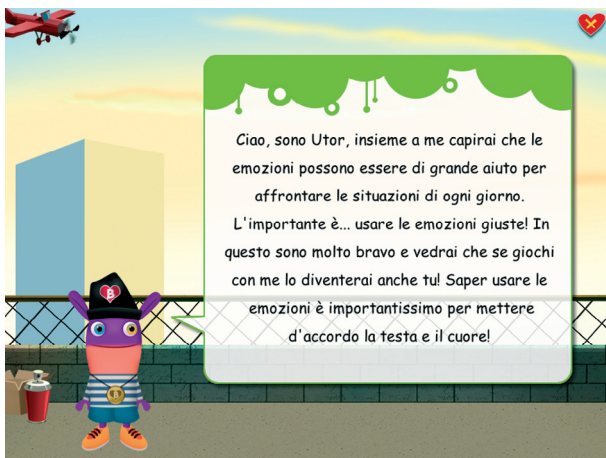 Ciao, sono Utor, insieme a me capirai che le
emozioni possono essere di grande aiuto per
affrontare le situazioni di ogni giorno.
L'importante è... usare le emozioni giuste! In
questo sono molto bravo e vedrai che se giochi
con me lo diventerai anche tu! Saper usare le
emozioni è importantissimo per mettere
d'accordo la testa e il cuore!